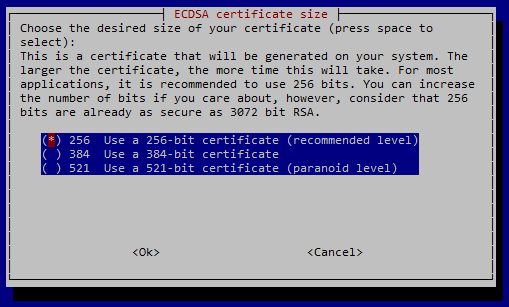 ECDSA certificate size
Choose the desired size of your certificate (press space to
select):
This is a certificate that will be generated on your system. The
larger the certificate, the more time this will take. For most
applications, it is recommended to use 256 bits. You can increase
the number of bits if you care about, however, consider that 256
bits are already as secure as 3072 bit RSA.
(*) 256  Use a 256-bit certificate (recommended level)
( ) 384  Use a 384-bit certificate
( ) 521  Use a 521-bit certificate (paranoid level)
<Ok> <Cancel>